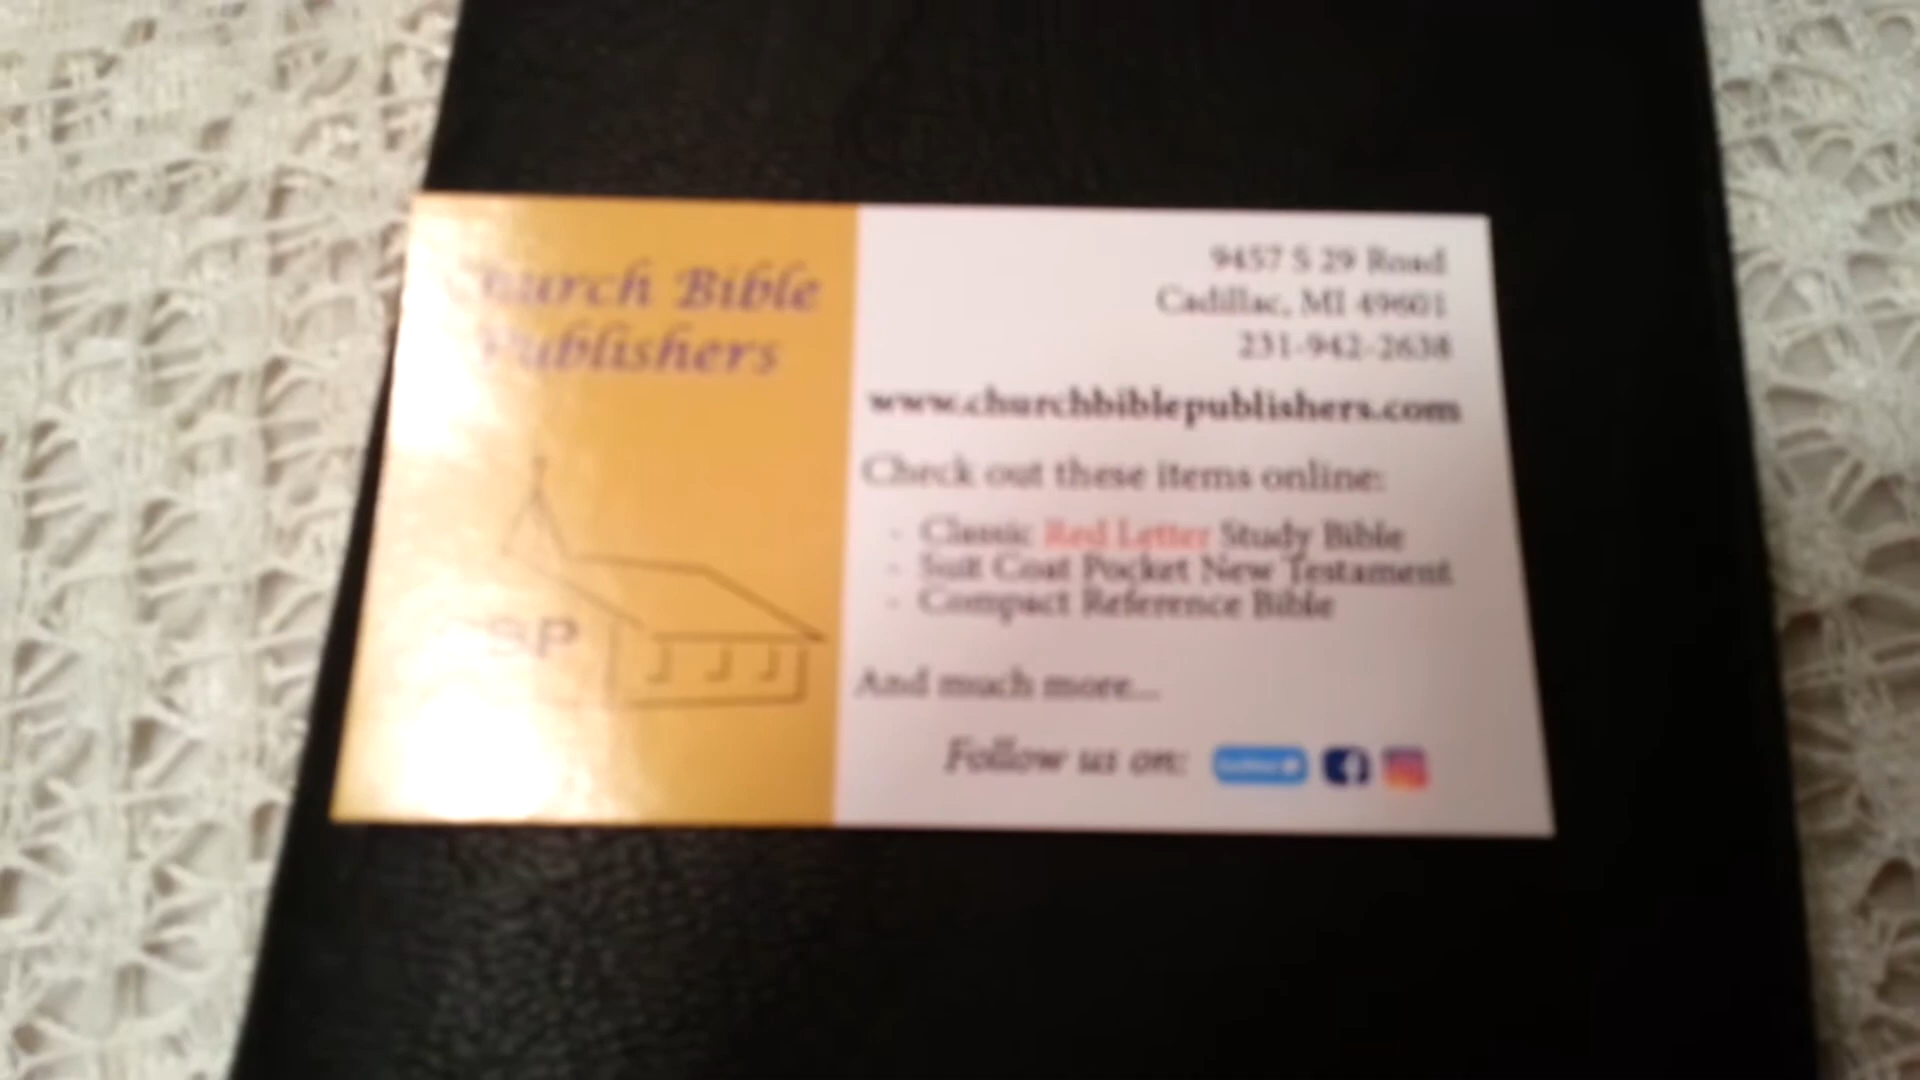 Church Bible
Publishers
9457 S 29 Road
Cadillac, MI 49601
231-942-2638
www.churchbiblepublishers.com
Check out these items online:
- Classic Red Letter Study Bible
- Suit Coat Pocket New Testament
- Compact Reference Bible
And much more...
Follow us on: